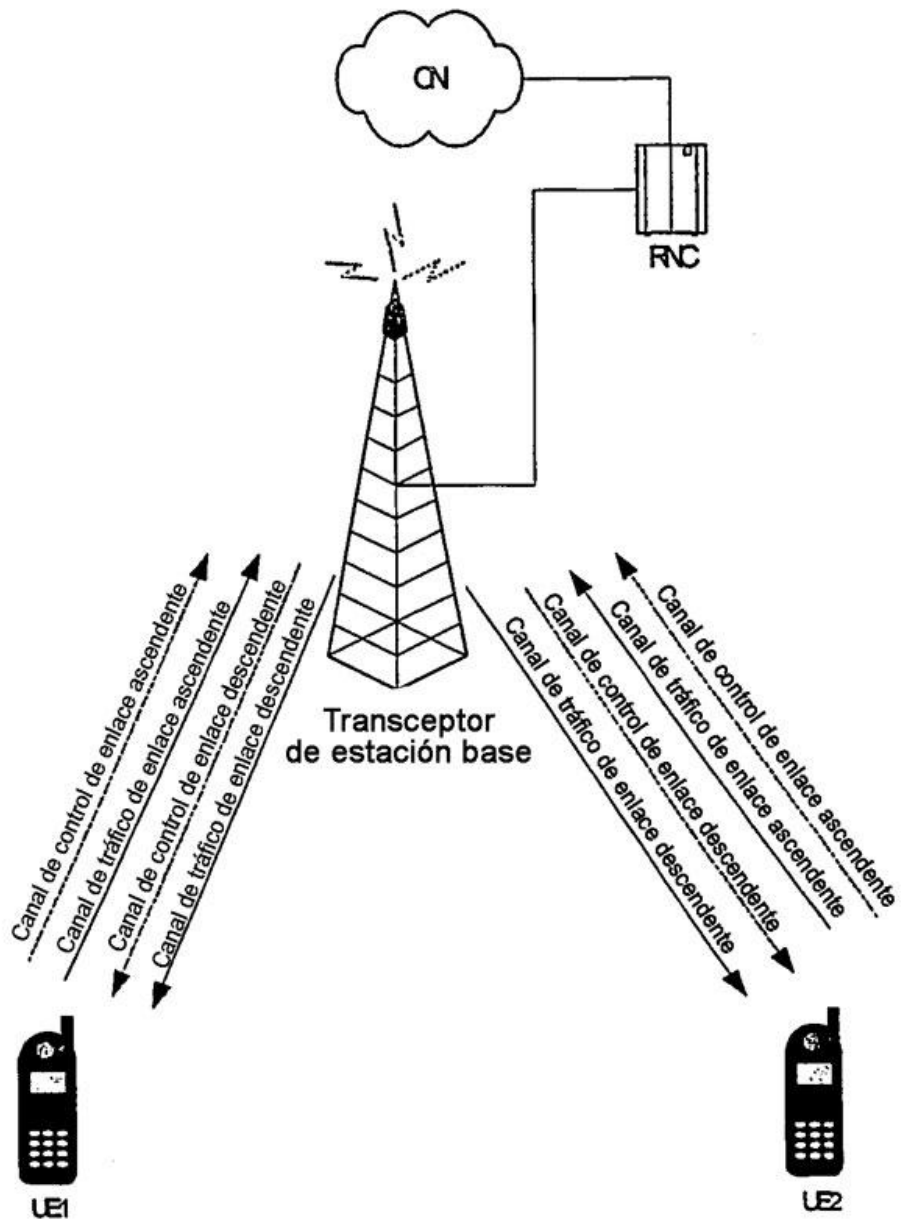 CN
RNC
Canal de control de enlace ascendente
Canal de tráfico de enlace ascendente
Canal de control de enlace descendente
Canal de tráfico de enlace descendente
Transceptor
de estación base
Canal de tráfico de enlace descendente
Canal de control de enlace descendente
Canal de tráfico de enlace ascendente
Canal de control de enlace ascendente
UE1
UE2